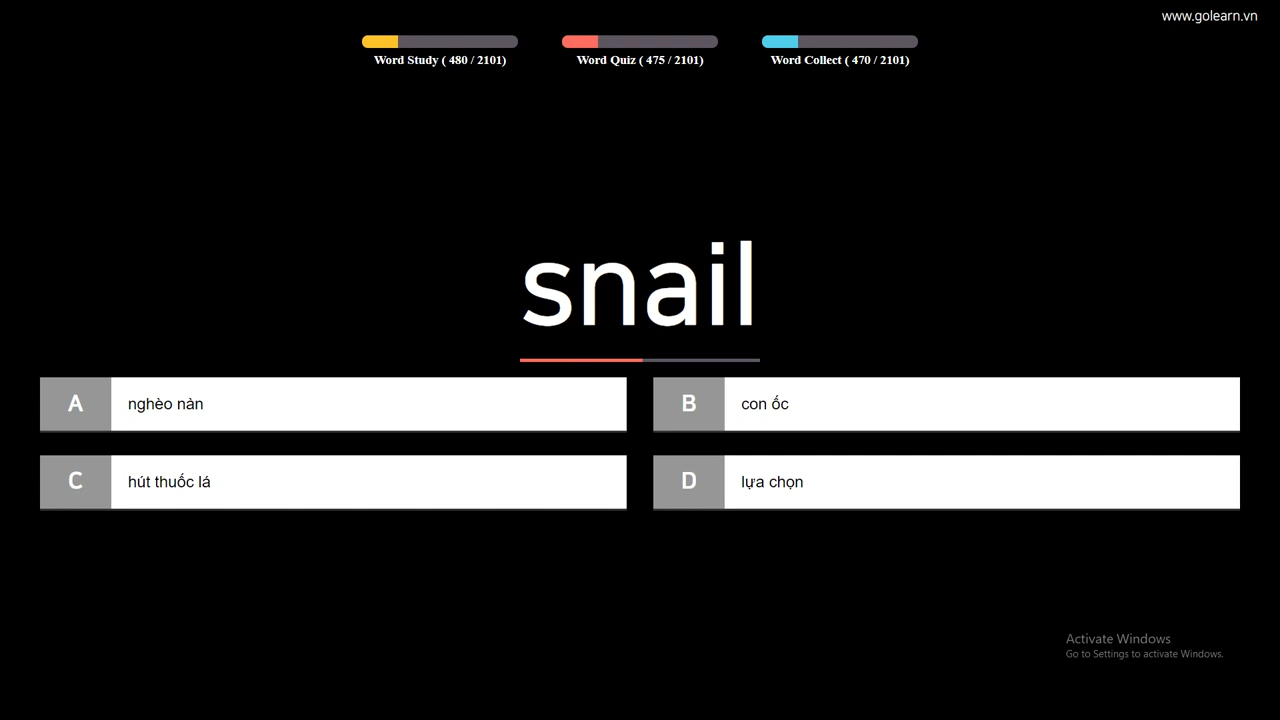 www.golearn.vn
Word Study ( 480 / 2101) Word Quiz ( 475 / 2101) Word Collect ( 470 / 2101)
snail
A nghèo nàn
B con ốc
C hút thuốc lá
D lựa chọn
Activate Windows
Go to Settings to activate Windows.